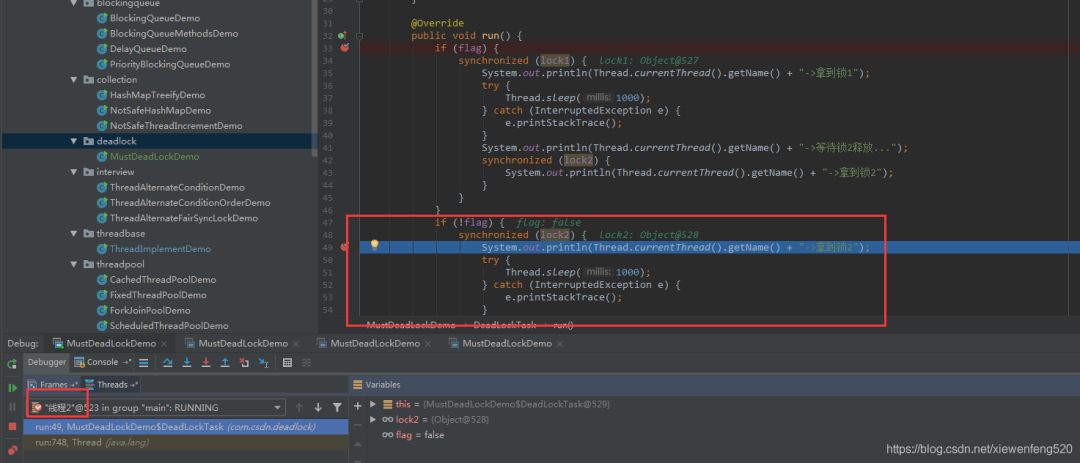 blockingqueue
BlockingQueueDemo
BlockingQueueMethodsDemo
DelayQueueDemo
PriorityBlockingQueueDemo
collection
HashMapTreeifyDemo
NotSafeHashMapDemo
NotSafeThreadIncrementDemo
deadlock
MustDeadLockDemo
interview
ThreadAlternateConditionDemo
ThreadAlternateConditionOrderDemo
ThreadAlternateFairSyncLockDemo
threadbase
ThreadImplementDemo
threadpool
CachedThreadPoolDemo
FixedThreadPoolDemo
ForkJoinPoolDemo
ScheduledThreadPoolDemo
30 }
31 @Override
32 public void run() {
33 if (flag) {
34 synchronized (lock1) { Lock1: Object@527
35 System.out.println(Thread.currentThread().getName() + "->拿到锁1");
36 try {
37 Thread.sleep( millis: 1000);
38 } catch (InterruptedException e) {
39 e.printStackTrace();
40 }
41 System.out.println(Thread.currentThread().getName() + "->等待锁2释放...");
42 synchronized (lock2) {
43 System.out.println(Thread.currentThread().getName() + "->拿到锁2");
44 }
45 }
46 }
47 if (!flag) { flag: false
48 synchronized (lock2) { Lock2: Object@528
49 System.out.println(Thread.currentThread().getName() + "->拿到锁2");
50 try {
51 Thread.sleep( millis: 1000);
52 } catch (InterruptedException e) {
53 e.printStackTrace();
54 }
MustDeadLockDemo DeadLockTask run()
Debug: MustDeadLockDemo × MustDeadLockDemo × MustDeadLockDemo × MustDeadLockDemo ×
Debugger Console
Frames Threads
Variables
"线程2"@523 in group "main": RUNNING
run:49, MustDeadLockDemo$DeadLockTask (com.csdn.deadlock)
run:748, Thread (java.lang)
this = {MustDeadLockDemo$DeadLockTask@529}
lock2 = {Object@528}
flag = false
https://blog.csdn.net/xiewenfeng520